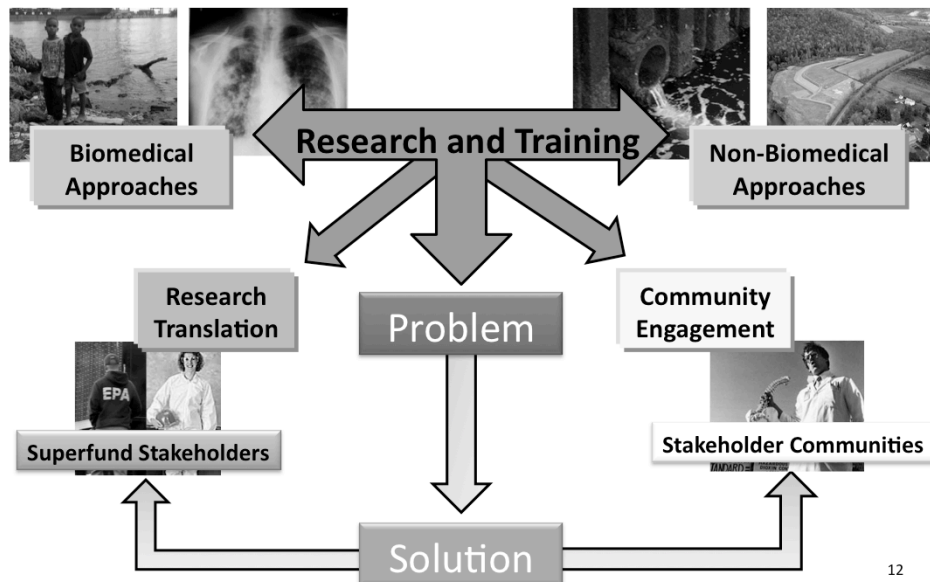 Research and Training
Biomedical
Approaches
Non-Biomedical
Approaches
Research
Translation
Problem
Community
Engagement
EPA
Superfund Stakeholders
Stakeholder Communities
TANDARD
Solution
12